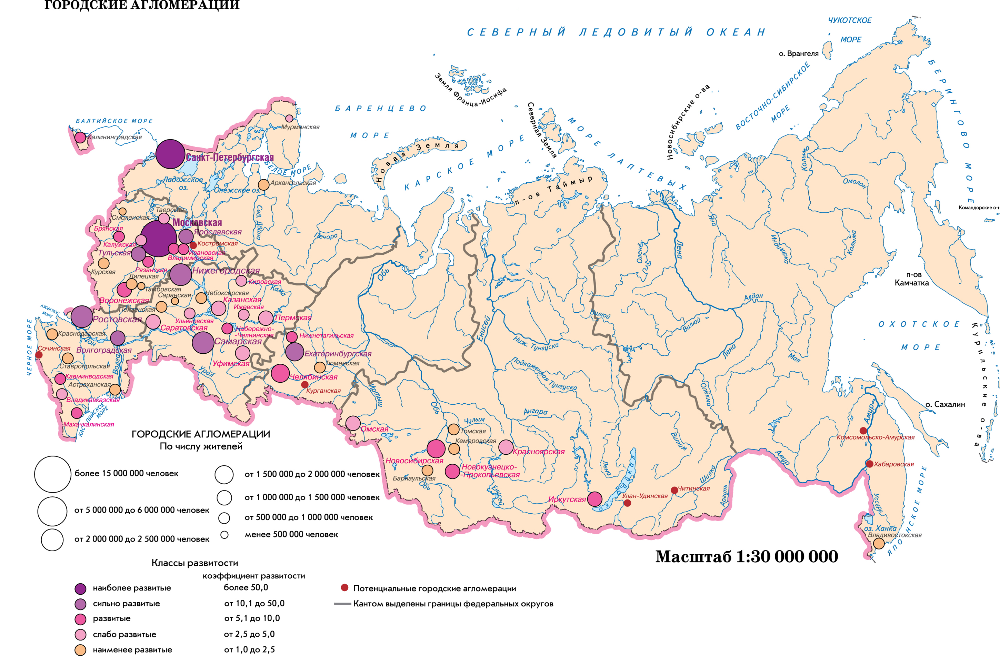 ГОРОДСКИЕ АГЛОМЕРАЦИИ
СЕВЕРНЫЙ ЛЕДОВИТЫЙ ОКЕАН
ЧУКОТСКОЕ
МОРЕ
о. Врангеля
БЕРИНГОВО МОРЕ
ВОСТОЧНО-СИБИРСКОЕ
МОРЕ
Земля Франца-Иосифа
Северная Земля
Новосибирские о-ва
МОРЕ ЛАПТЕВЫХ
БАРЕНЦЕВО
МОРЕ
Новая Земля
КАРСКОЕ МОРЕ
п-ов Таймыр
БАЛТИЙСКОЕ МОРЕ
Калининградская
Мурманская
Санкт-Петербургская
БЕЛОЕ МОРЕ
Ладожское
оз.
Онежское оз.
Архангельская
Сев. Двина
Печора
Колыма
Омолон
Командорские о-в
Яна
Индигирка
Колыма
Оленёк
Лена
Волга
Тверская
Смоленская
Московская
Брянская
Ярославская
Калужская
Костромская
Тульская
Ивановская
Владимирская
Рязанская
Курская
Нижегородская
Липецкая
Кировская
Тамбовская
Кама
Саранская
Чебоксарская
Воронежская
Казанская
Пензенская
Ижевская
Ростовская
Ульяновская
Пермская
Саратовская
Набережно-
-Челнинская
Нижнетагильская
АЗОВСКОЕ
МОРЕ
ЧЕРНОЕ МОРЕ
Краснодарская
Дон
Волгоградская
Самарская
Екатеринбургская
Сочинская
Ставропольская
Волга
Уфимская
Тюменская
Урал
Челябинская
Кавминводская
Астраханская
Курганская
Владикавказская
КАСПИЙСКОЕ
МОРЕ
Махачкалинская
Обь
Енисей
Вилюй
Вилюй
Алдан
п-ов
Камчатка
ОХОТСКОЕ
МОРЕ
Курильские о-ва
Ниж. Тунгуска
Подкаменная Тунгуска
Лена
Мая
Олёкма
Иртыш
Обь
Чулым
Ангара
Витим
Амур
о. Сахалин
Омская
Томская
Кемеровская
Новосибирская
Красноярская
Новокузнецко-
-Прокопьевская
Барнаульская
Обь
Енисей
Иркутская
Лена
оз. Байкал
Улан-Удинская
Читинская
Шилка
Аргунь
Амур
Комсомольско-Амурская
Хабаровская
Уссури
оз. Ханка
Владивостокская
ЯПОНСКОЕ МОРЕ
ГОРОДСКИЕ АГЛОМЕРАЦИИ
По числу жителей
более 15 000 000 человек
от 5 000 000 до 6 000 000 человек
от 2 000 000 до 2 500 000 человек
от 1 500 000 до 2 000 000 человек
от 1 000 000 до 1 500 000 человек
от 500 000 до 1 000 000 человек
менее 500 000 человек
Масштаб 1:30 000 000
Классы развитости
коэффициент развитости
наиболее развитые более 50,0
сильно развитые от 10,1 до 50,0
развитые от 5,1 до 10,0
слабо развитые от 2,5 до 5,0
наименее развитые от 1,0 до 2,5
Потенциальные городские агломерации
Кантом выделены границы федеральных округов